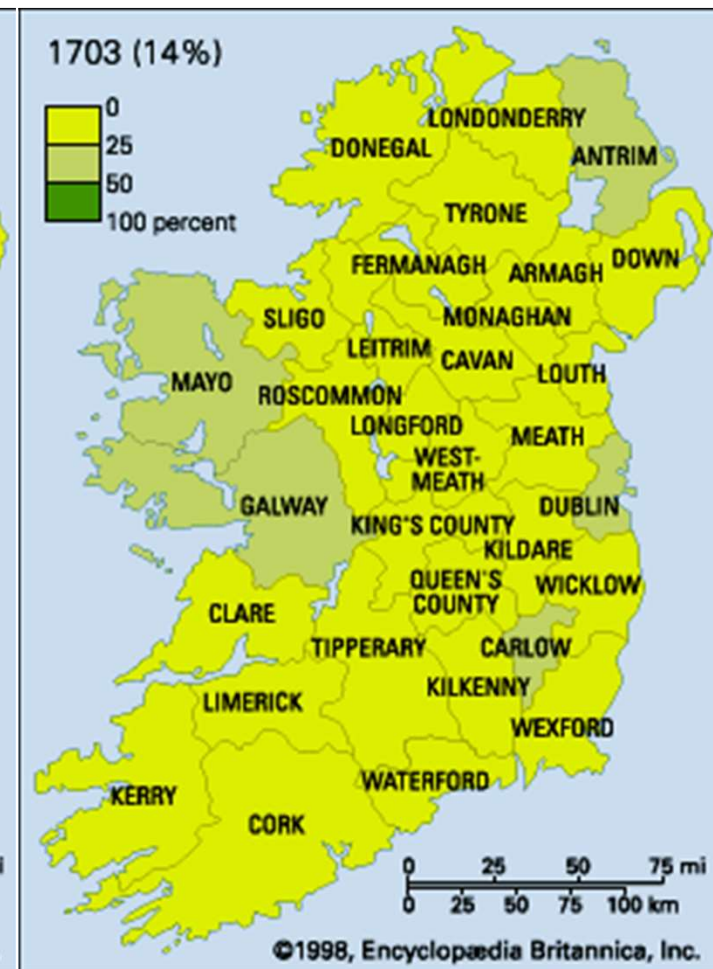 1703 (14%)
0
25
50
100 percent
LONDONDERRY
DONEGAL
ANTRIM
TYRONE
FERMANAGH
ARMAGH
DOWN
SLIGO
MONAGHAN
LEITRIM
CAVAN
LOUTH
MAYO
ROSCOMMON
LONGFORD
MEATH
WEST-
MEATH
GALWAY
DUBLIN
KING'S COUNTY
KILDARE
QUEEN'S
COUNTY
WICKLOW
CLARE
TIPPERARY
CARLOW
LIMERICK
KILKENNY
WEXFORD
KERRY
WATERFORD
CORK
0 25 50 75 mi
0 25 50 75 100 km
©1998, Encyclopædia Britannica, Inc.